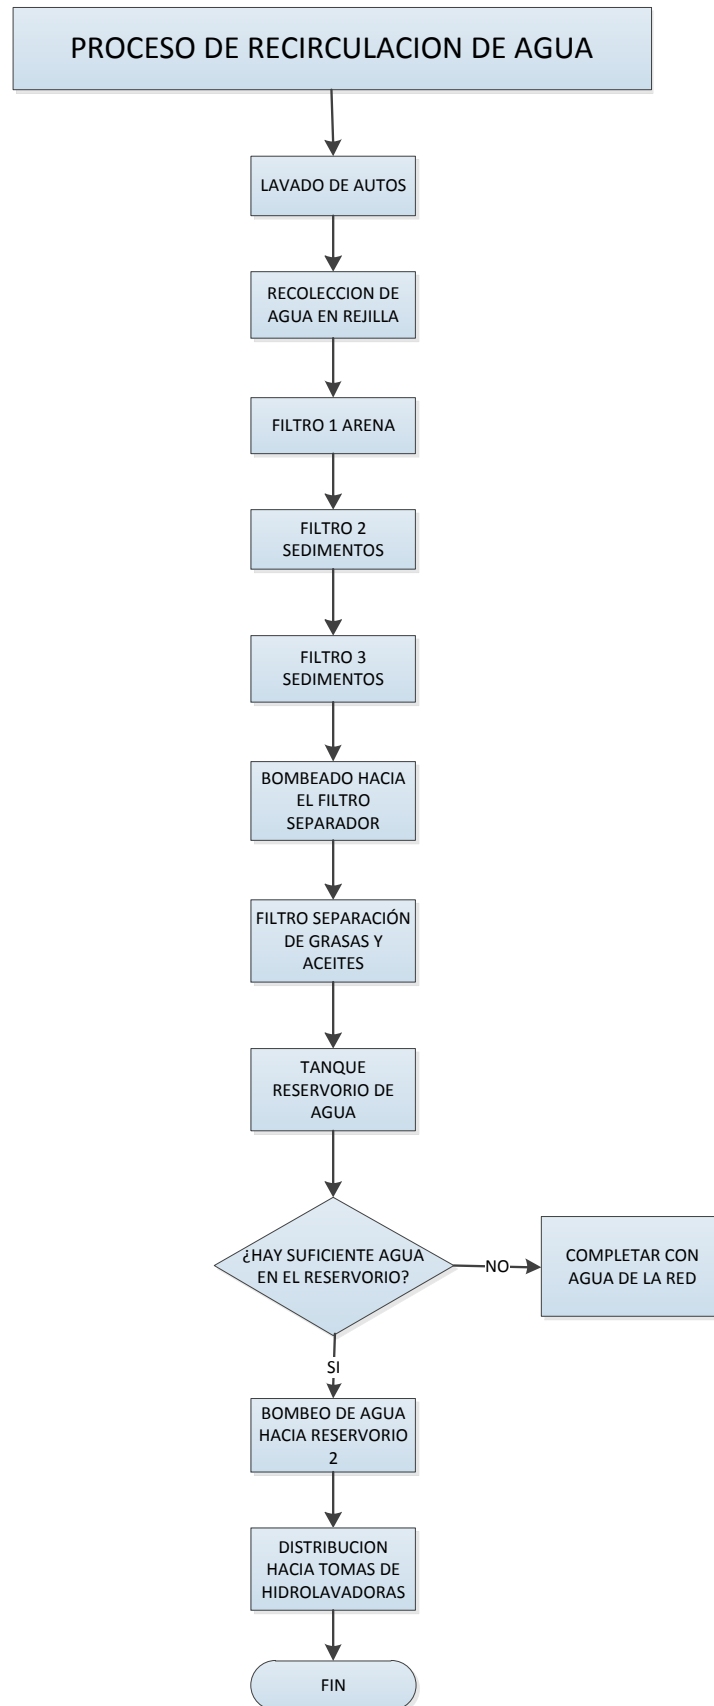 PROCESO DE RECIRCULACION DE AGUA
LAVADO DE AUTOS
RECOLECCION DE
AGUA EN REJILLA
FILTRO 1 ARENA
FILTRO 2
SEDIMENTOS
FILTRO 3
SEDIMENTOS
BOMBEADO HACIA
EL FILTRO
SEPARADOR
FILTRO SEPARACIÓN
DE GRASAS Y
ACEITES
TANQUE
RESERVORIO DE
AGUA
¿HAY SUFICIENTE AGUA
EN EL RESERVORIO?
NO
COMPLETAR CON
AGUA DE LA RED
SI
BOMBEO DE AGUA
HACIA RESERVORIO
2
DISTRIBUCION
HACIA TOMAS DE
HIDROLAVADORAS
FIN